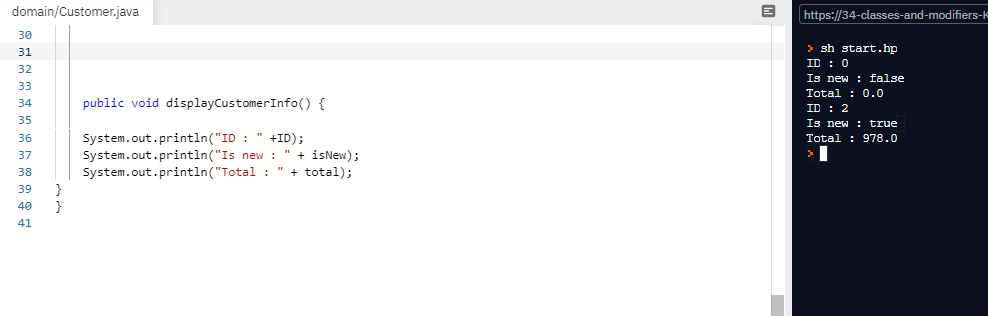 domain/Customer.java
30
31
32
33
34 public void displayCustomerInfo() {
35
36 System.out.println("ID : " +ID);
37 System.out.println("Is new : " + isNew);
38 System.out.println("Total : " + total);
39 }
40 }
41
https://34-classes-and-modifiers-K
> sh start.hp
ID : 0
Is new : false
Total : 0.0
ID : 2
Is new : true
Total : 978.0
>